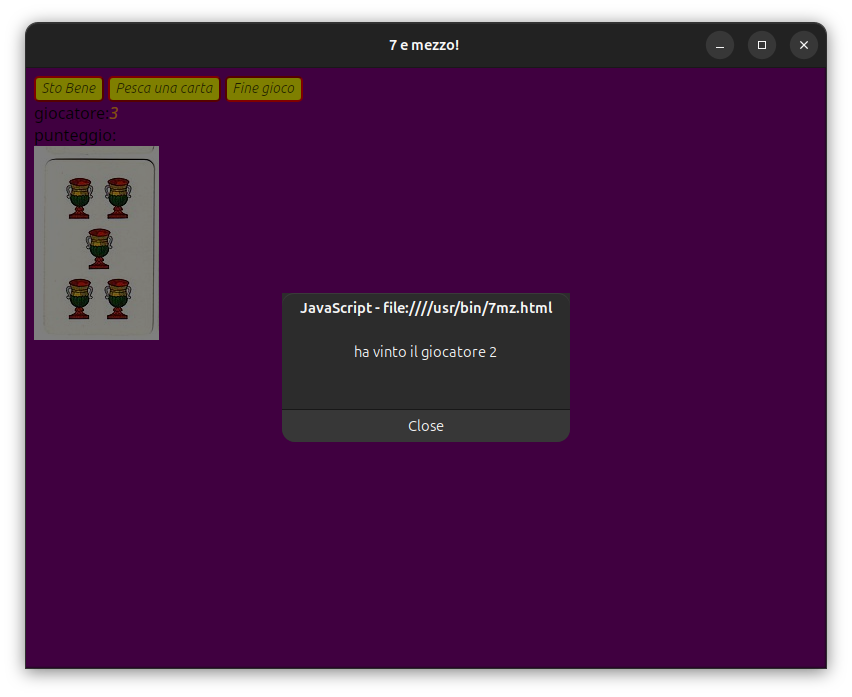 7 e mezzo!
Sto Bene Pesca una carta Fine gioco
giocatore:3
punteggio:
JavaScript - file:////usr/bin/7mz.html
ha vinto il giocatore 2
Close